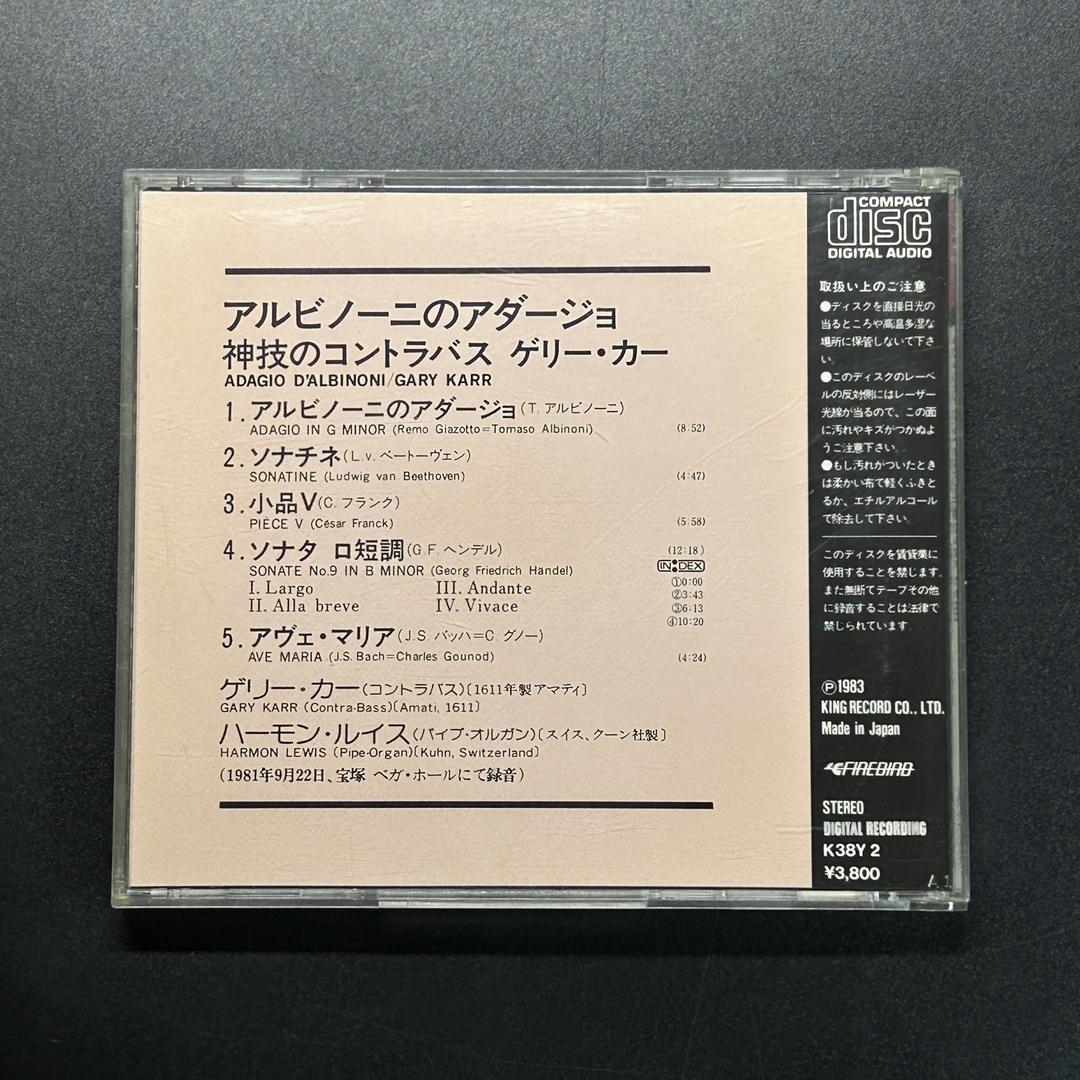 アルビノーニのアダージョ
神技のコントラバス ゲリー・カー
ADAGIO D'ALBINONI/GARY KARR
1. アルビノーニのアダージョ(T. アルビノーニ)
ADAGIO IN G MINOR (Remo Giazotto=Tomaso Albinoni) (8:52)
2. ソナチネ(L.v. ベートーヴェン)
SONATINE (Ludwig van Beethoven) (4:47)
3. 小品V(C. フランク)
PIÈCE V (César Franck) (5:58)
4. ソナタ ロ短調(G.F. ヘンデル) (12:18)
SONATE No.9 IN B MINOR (Georg Friedrich Händel) INDEX
I. Largo III. Andante ①0:00
II. Alla breve IV. Vivace ②3:43
③6:13
④10:20
5. アヴェ・マリア(J.S. バッハ=C. グノー)
AVE MARIA (J.S. Bach=Charles Gounod) (4:24)
ゲリー・カー(コントラバス)〔1611年製アマティ〕
GARY KARR (Contra-Bass)〔Amati, 1611〕
ハーモン・ルイス(パイプ・オルガン)〔スイス、クーン社製〕
HARMON LEWIS (Pipe-Organ)〔Kuhn, Switzerland〕
(1981年9月22日、宝塚 ベガ・ホールにて録音)
COMPACT
disc
DIGITAL AUDIO
取扱い上のご注意
●ディスクを直接日光の
当るところや高温多湿な
場所に保管しないて下さ
い。
●このディスクのレーベ
ルの反対側にはレーザー
光線が当るので、この面
に汚れやキズがつかぬよ
うご注意下さい。
●もし汚れがついたとき
は柔かい布で軽くふきと
るか、エチルアルコール
で除去して下さい。
このディスクを賃貸業に
使用することを禁じます。
また無断でテープその他
に録音することは法律で
禁じられています。
Ⓟ1983
KING RECORD CO., LTD.
Made in Japan
FIREBIRD
STEREO
DIGITAL RECORDING
K38Y 2
¥3,800
A1